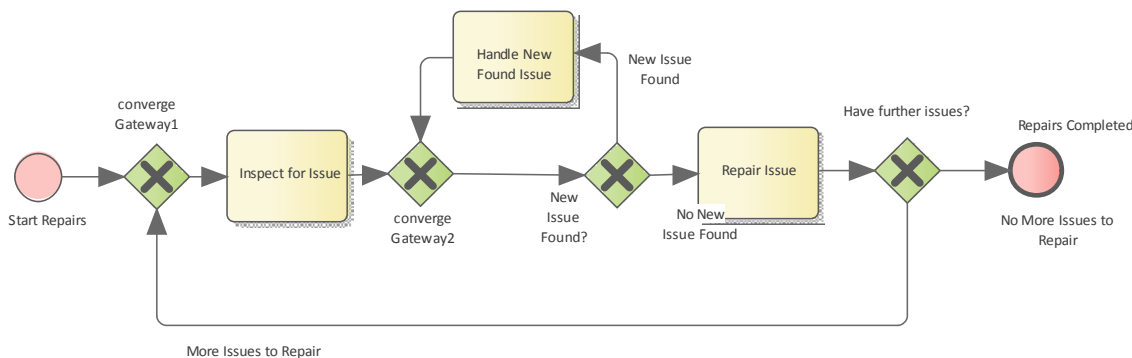 Handle New
Found Issue
New Issue
Found
converge
Gateway1
Have further issues?
Repairs Completed
Inspect for Issue
Repair Issue
Start Repairs
converge
Gateway2
New
Issue
Found?
No New
Issue Found
No More Issues to
Repair
More Issues to Repair